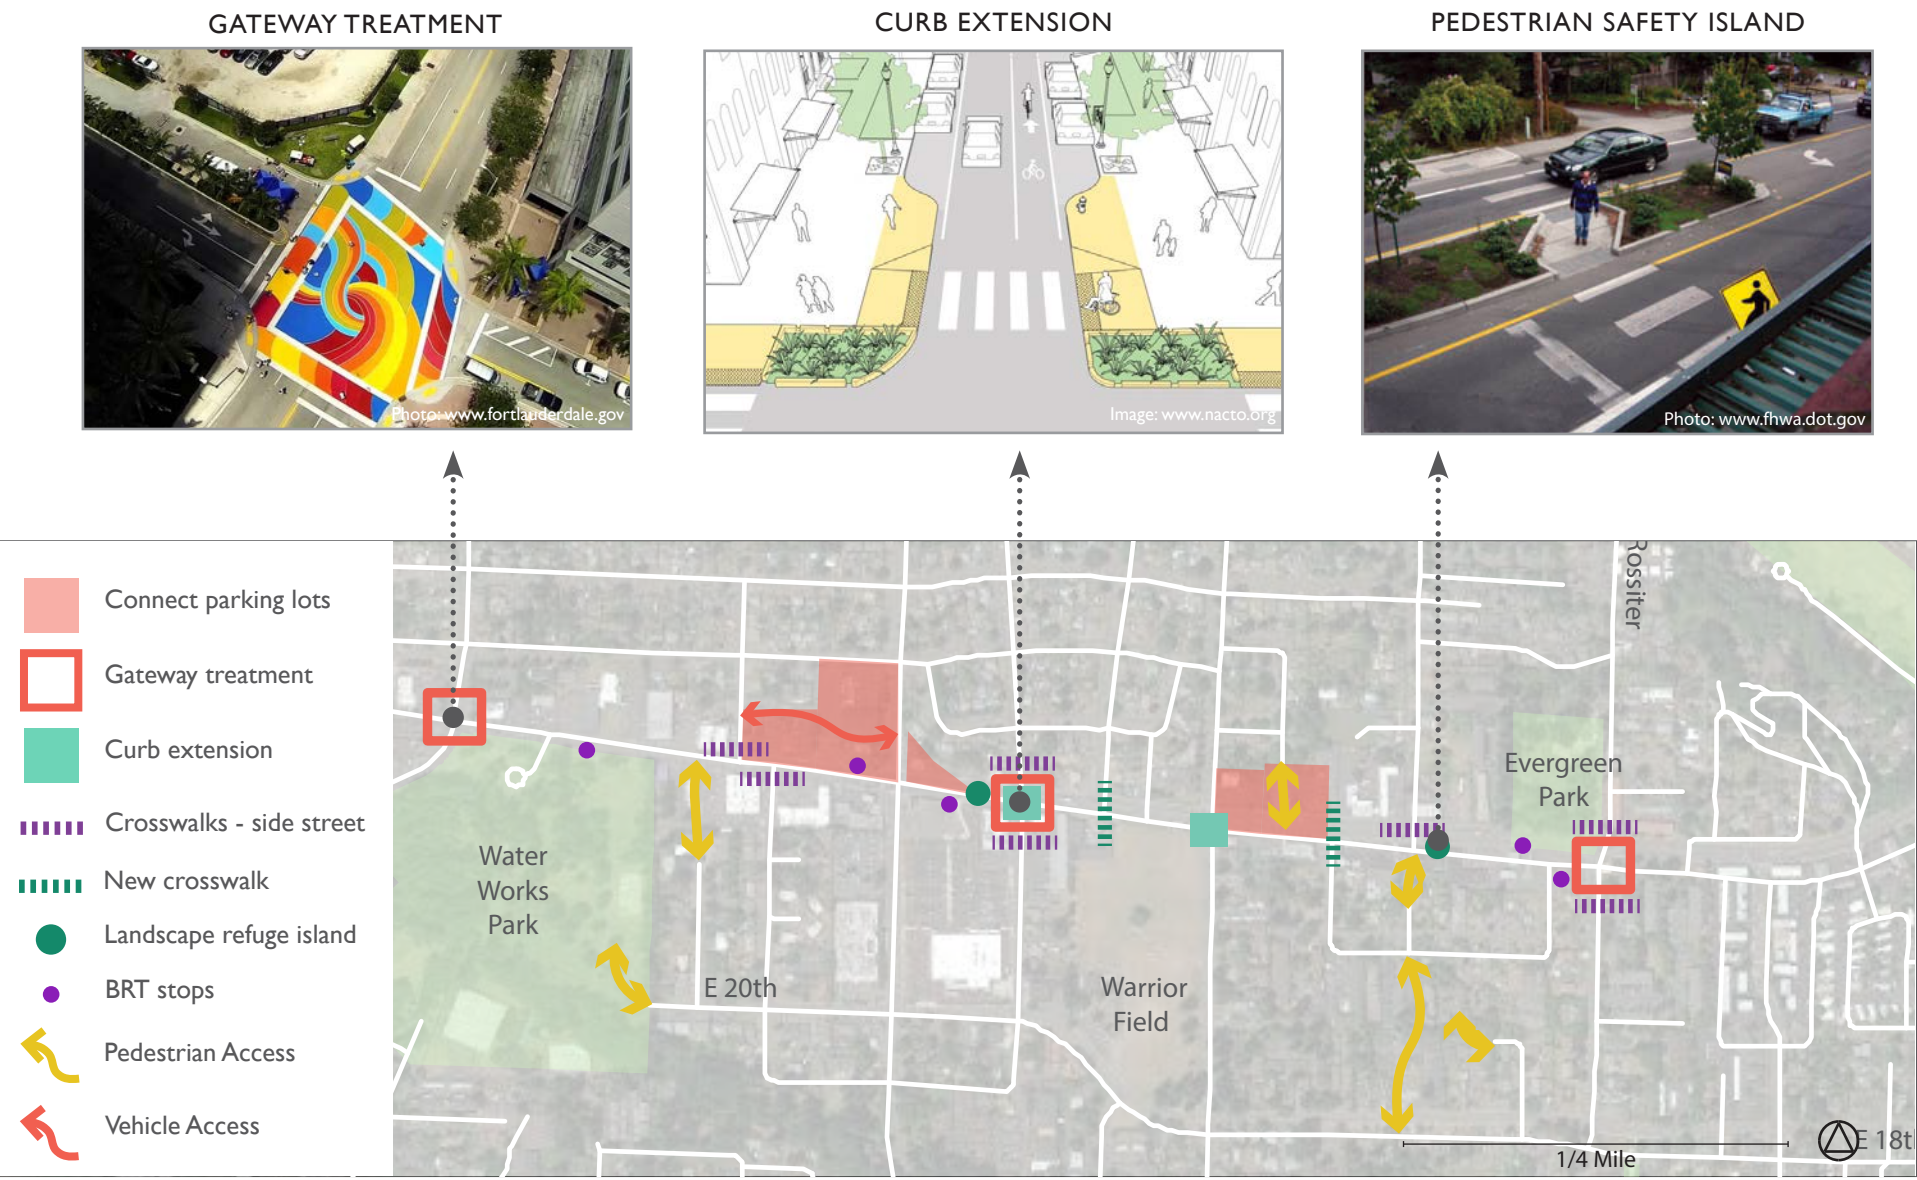 GATEWAY TREATMENT
CURB EXTENSION
PEDESTRIAN SAFETY ISLAND
Photo: www.fortlauderdale.gov
Image: www.nacto.org
Photo: www.fhwa.dot.gov
Connect parking lots
Gateway treatment
Curb extension
Crosswalks - side street
New crosswalk
Landscape refuge island
BRT stops
Pedestrian Access
Vehicle Access
Rossiter
Evergreen
Park
Water
Works
Park
E 20th
Warrior
Field
1/4 Mile
E 18t